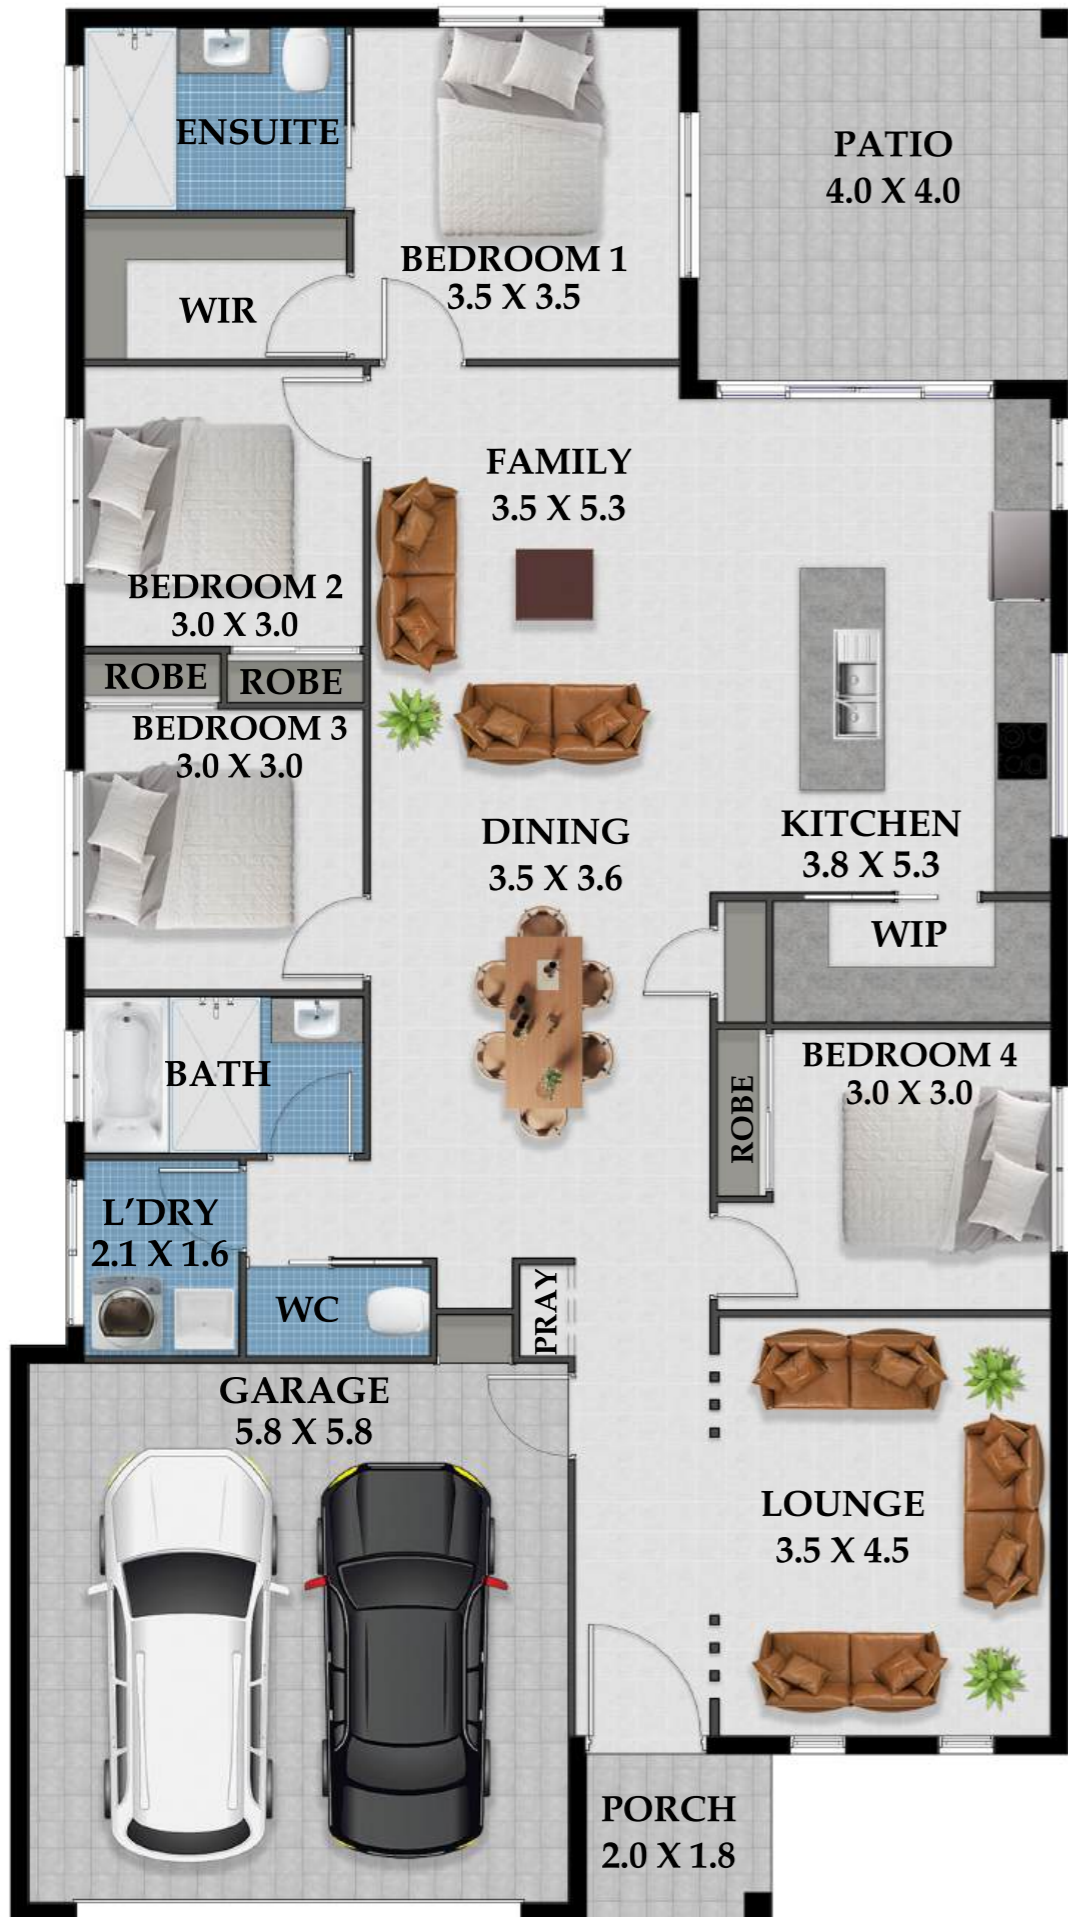 ENSUITE
PATIO
4.0 X 4.0
BEDROOM 1
3.5 X 3.5
WIR
FAMILY
3.5 X 5.3
BEDROOM 2
3.0 X 3.0
ROBE
ROBE
BEDROOM 3
3.0 X 3.0
DINING
3.5 X 3.6
KITCHEN
3.8 X 5.3
WIP
BATH
BEDROOM 4
3.0 X 3.0
ROBE
L'DRY
2.1 X 1.6
WC
PRAY
GARAGE
5.8 X 5.8
LOUNGE
3.5 X 4.5
PORCH
2.0 X 1.8